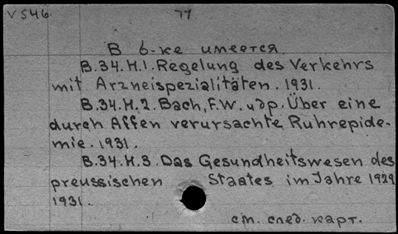 V546 77
В б-ке имеется.
B.34.H.1. Regelung des Verkehrs
mit Arzneispezialitäten. 1931.
B.34.H.2. Bach, F.W. и др. Über eine
durch Affen verursachte Ruhrepide-
mie. 1931.
B.34.H.3. Das Gesundheitswesen des
preussischen Staates im Jahre 1929
1931.
см. след. карт.